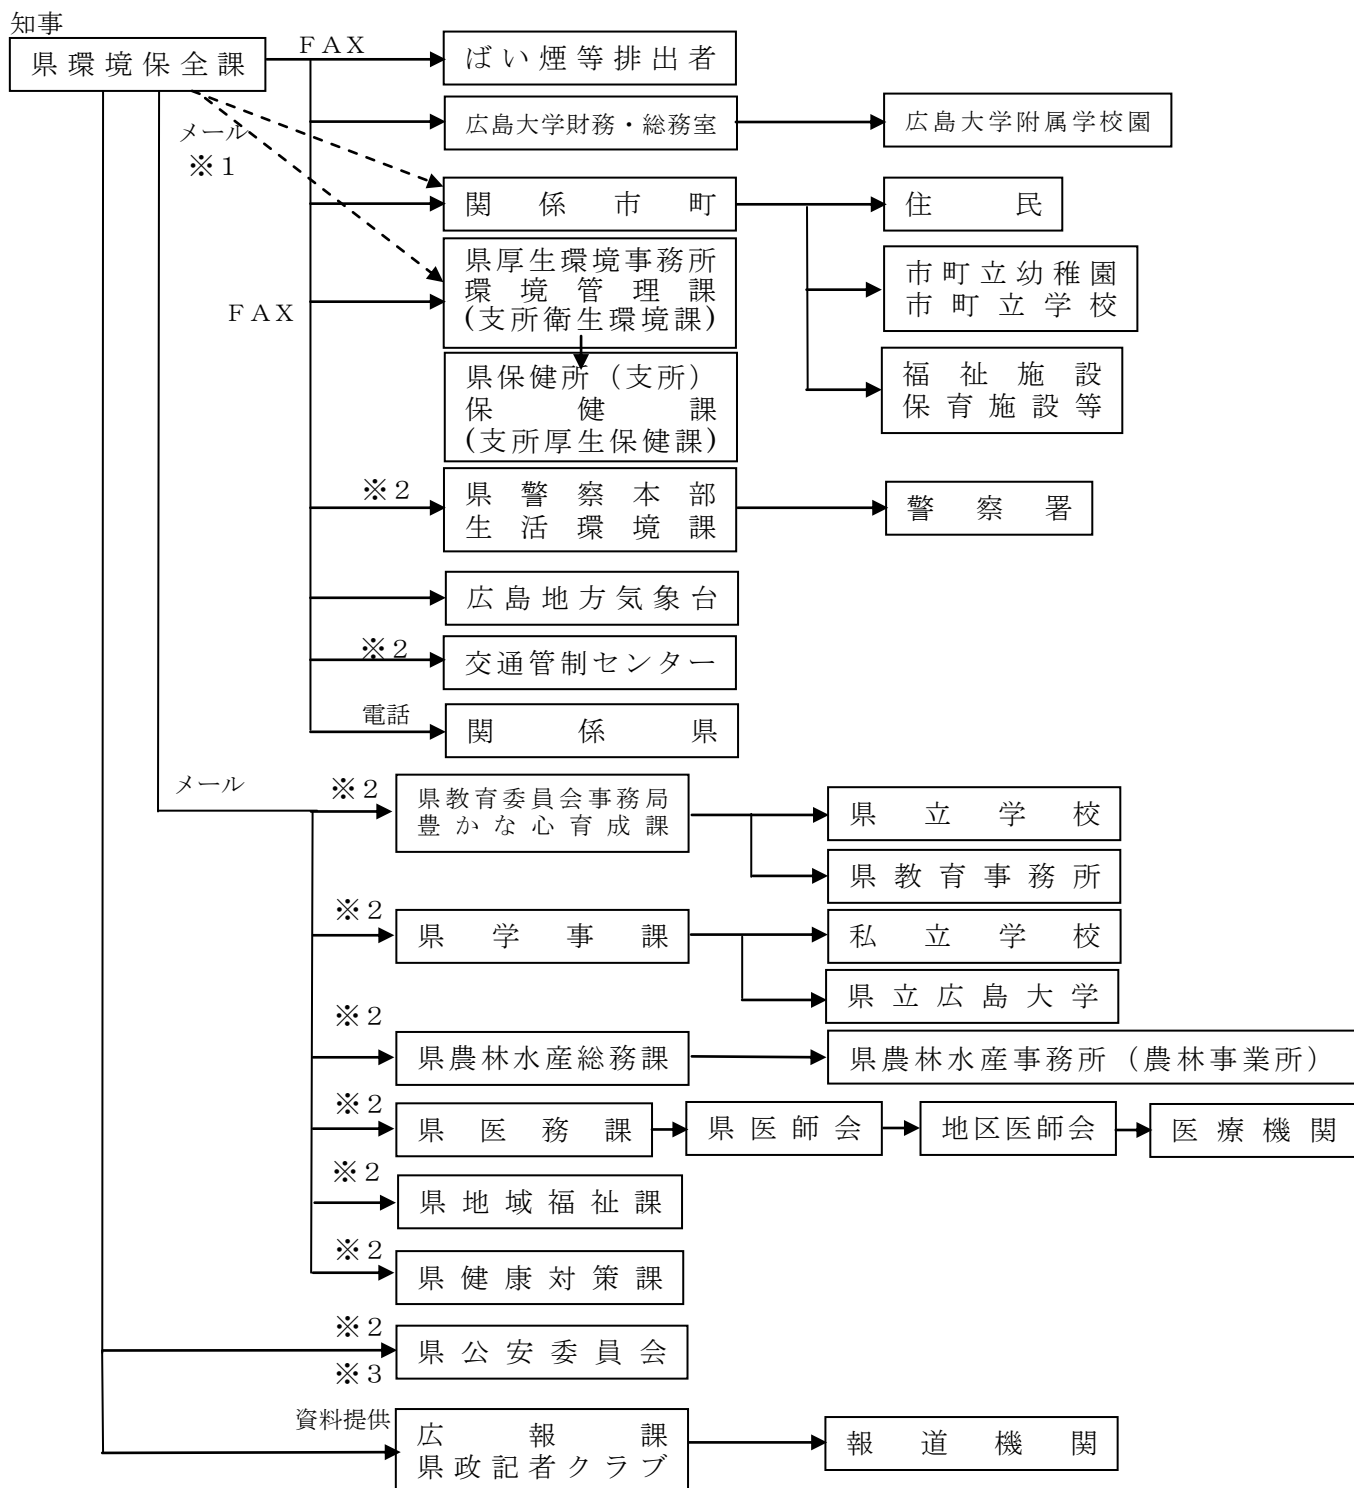 知事
県環境保全課
FAX
ばい煙等排出者
広島大学財務・総務室
広島大学附属学校園
メール
※1
関係市町
住民
県厚生環境事務所
環境管理課
(支所衛生環境課)
市町立幼稚園
市町立学校
FAX
県保健所（支所）
保健課
(支所厚生保健課)
福祉施設
保育施設等
※2
県警察本部
生活環境課
警察署
広島地方気象台
※2
交通管制センター
電話
関係県
メール
※2
県教育委員会事務局
豊かな心育成課
県立学校
県教育事務所
※2
県学事課
私立学校
県立広島大学
※2
県農林水産総務課
県農林水産事務所（農林事業所）
※2
県医務課
県医師会
地区医師会
医療機関
※2
県地域福祉課
※2
県健康対策課
※2
県公安委員会
※3
資料提供
広報課
県政記者クラブ
報道機関